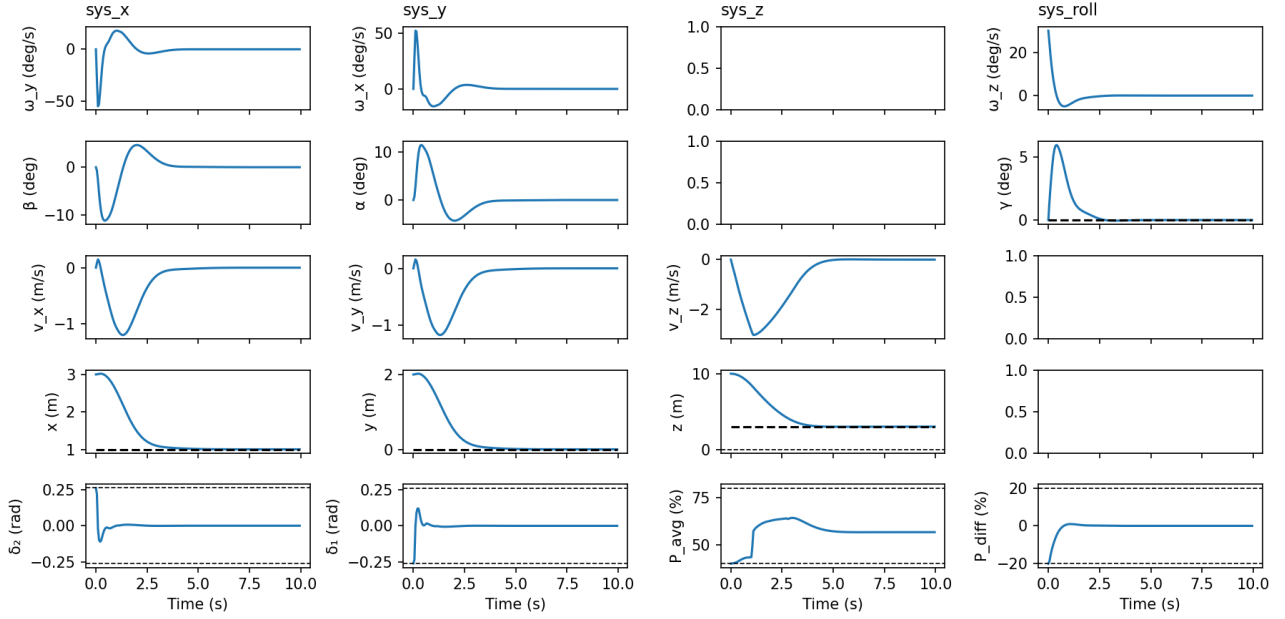 sys_x
sys_y
sys_z
sys_roll
ω_y (deg/s)
0
−50
ω_x (deg/s)
50
0
1.0
0.5
0.0
ω_z (deg/s)
20
0
β (deg)
0
−10
α (deg)
10
0
1.0
0.5
0.0
γ (deg)
5
0
v_x (m/s)
0
−1
v_y (m/s)
0
−1
v_z (m/s)
0
−2
1.0
0.5
0.0
x (m)
3
2
1
y (m)
2
0
z (m)
10
0
1.0
0.5
0.0
δ₂ (rad)
0.25
0.00
−0.25
0.0 2.5 5.0 7.5 10.0
Time (s)
δ₁ (rad)
0.25
0.00
−0.25
0.0 2.5 5.0 7.5 10.0
Time (s)
P_avg (%)
75
50
0.0 2.5 5.0 7.5 10.0
Time (s)
P_diff (%)
20
0
−20
0.0 2.5 5.0 7.5 10.0
Time (s)